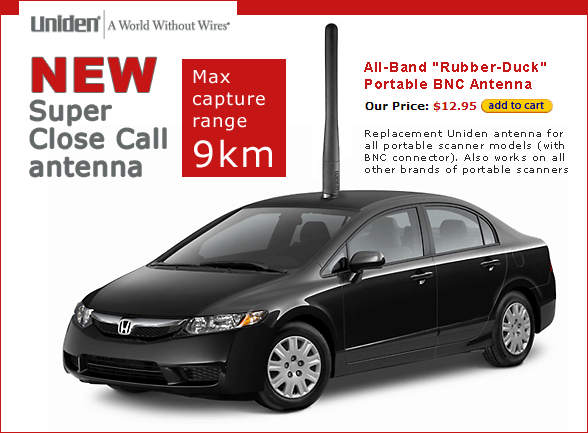 Uniden® A World Without Wires®
NEW
Super
Close Call
antenna
Max
capture
range
9km
All-Band "Rubber-Duck"
Portable BNC Antenna
Our Price: $12.95 add to cart
Replacement Uniden antenna for
all portable scanner models (with
BNC connector). Also works on all
other brands of portable scanners